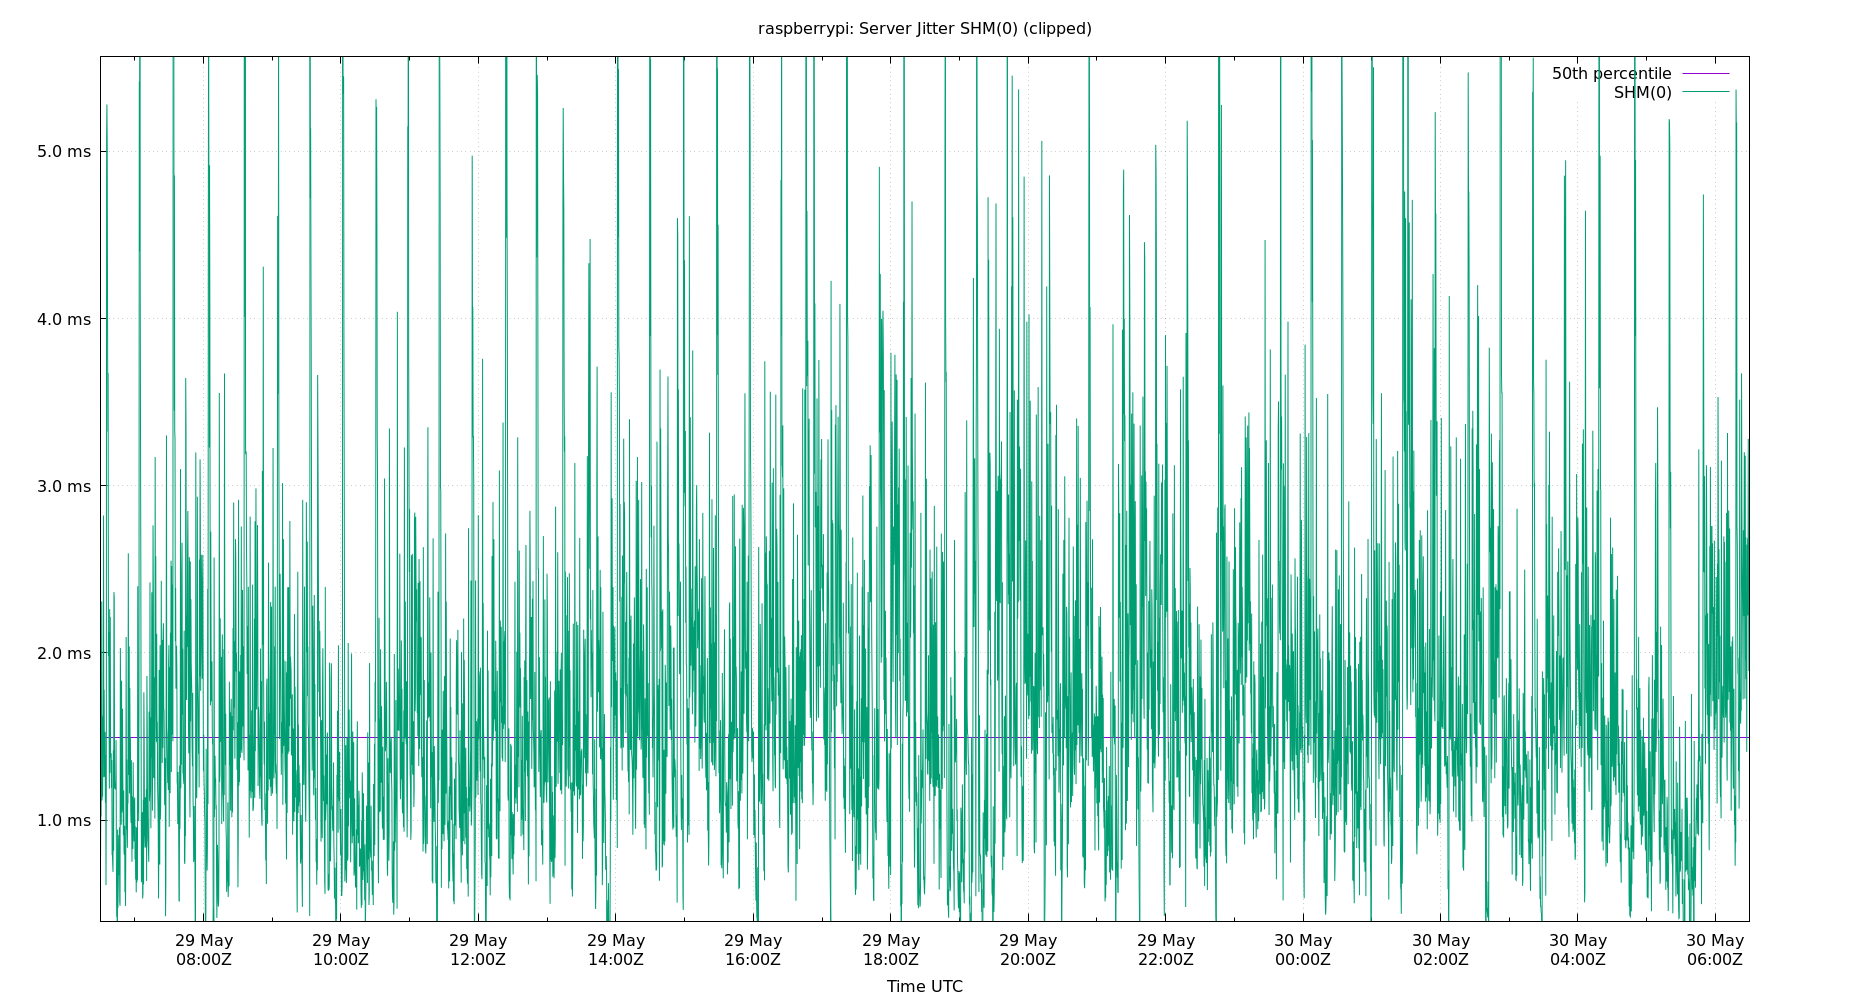 raspberrypi: Server Jitter SHM(0) (clipped)
50th percentile
SHM(0)
5.0 ms
4.0 ms
3.0 ms
2.0 ms
1.0 ms
29 May 29 May 29 May 29 May 29 May 29 May 29 May 29 May 30 May 30 May 30 May 30 May
08:00Z 10:00Z 12:00Z 14:00Z 16:00Z 18:00Z 20:00Z 22:00Z 00:00Z 02:00Z 04:00Z 06:00Z
Time UTC